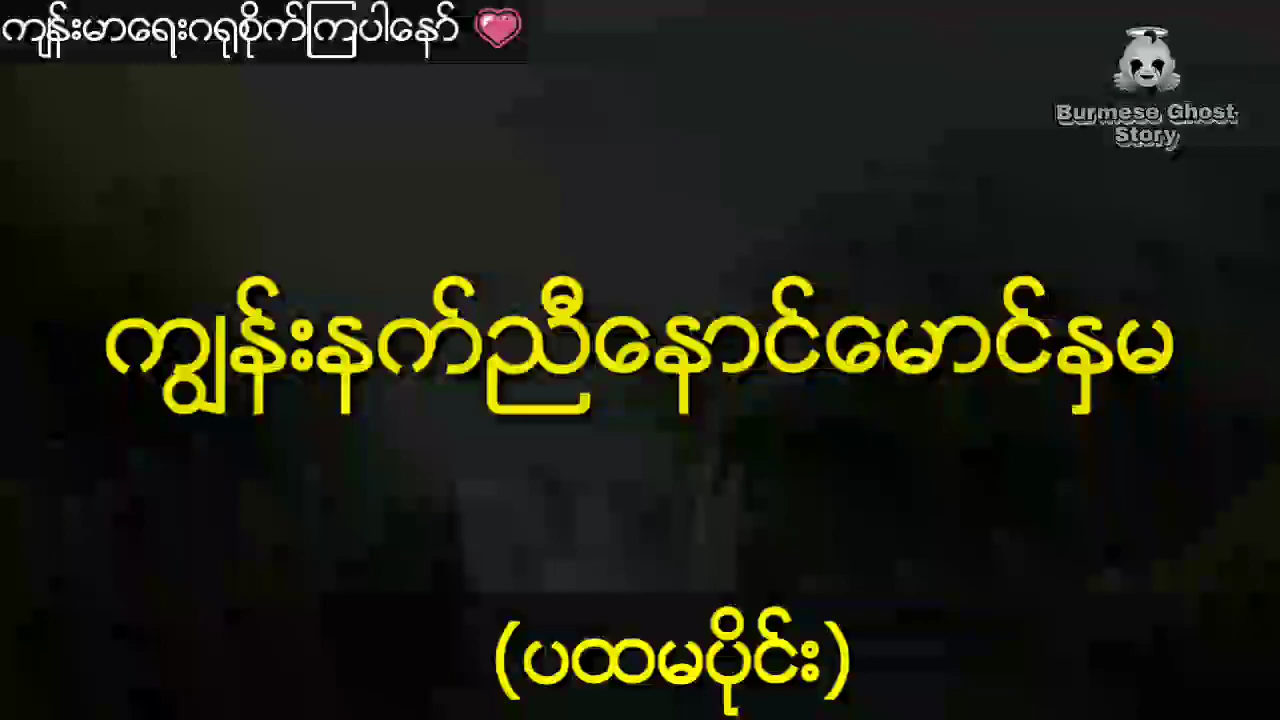 ကျန်းမာရေးဂရုစိုက်ကြပါနော် 💗
Burmese Ghost
Story
ကျွန်းနက်ညီနောင်မောင်နှမ
(ပထမပိုင်း)